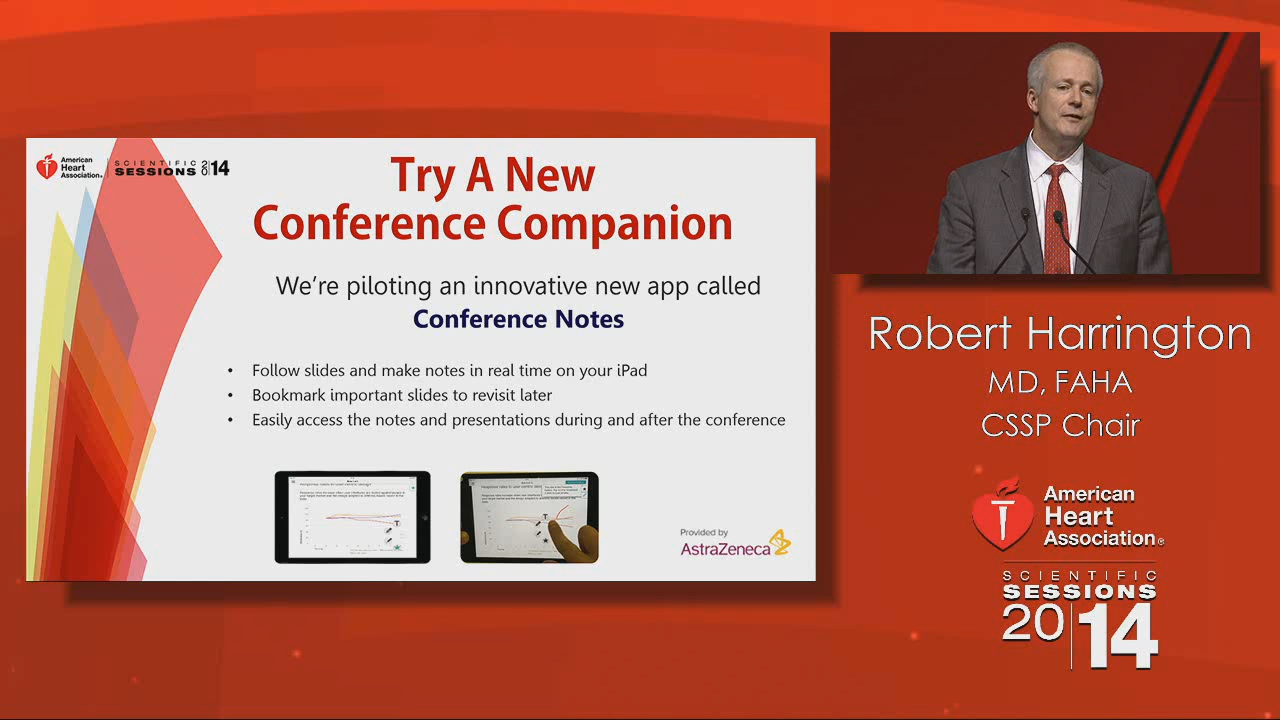 American
Heart
Association®
SCIENTIFIC
SESSIONS
2014
Try A New
Conference Companion
We're piloting an innovative new app called
Conference Notes
• Follow slides and make notes in real time on your iPad
• Bookmark important slides to revisit later
• Easily access the notes and presentations during and after the conference
Provided by
AstraZeneca
Robert Harrington
MD, FAHA
CSSP Chair
American
Heart
Association®
SCIENTIFIC
SESSIONS
20|14